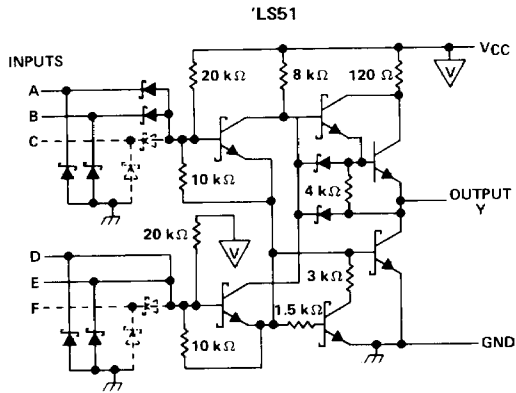 'LS51
VCC
INPUTS
20 kΩ
8 kΩ
120 Ω
V
A
B
C
10 kΩ
4 kΩ
OUTPUT
Y
20 kΩ
D
V
E
3 kΩ
F
1.5 kΩ
10 kΩ
GND